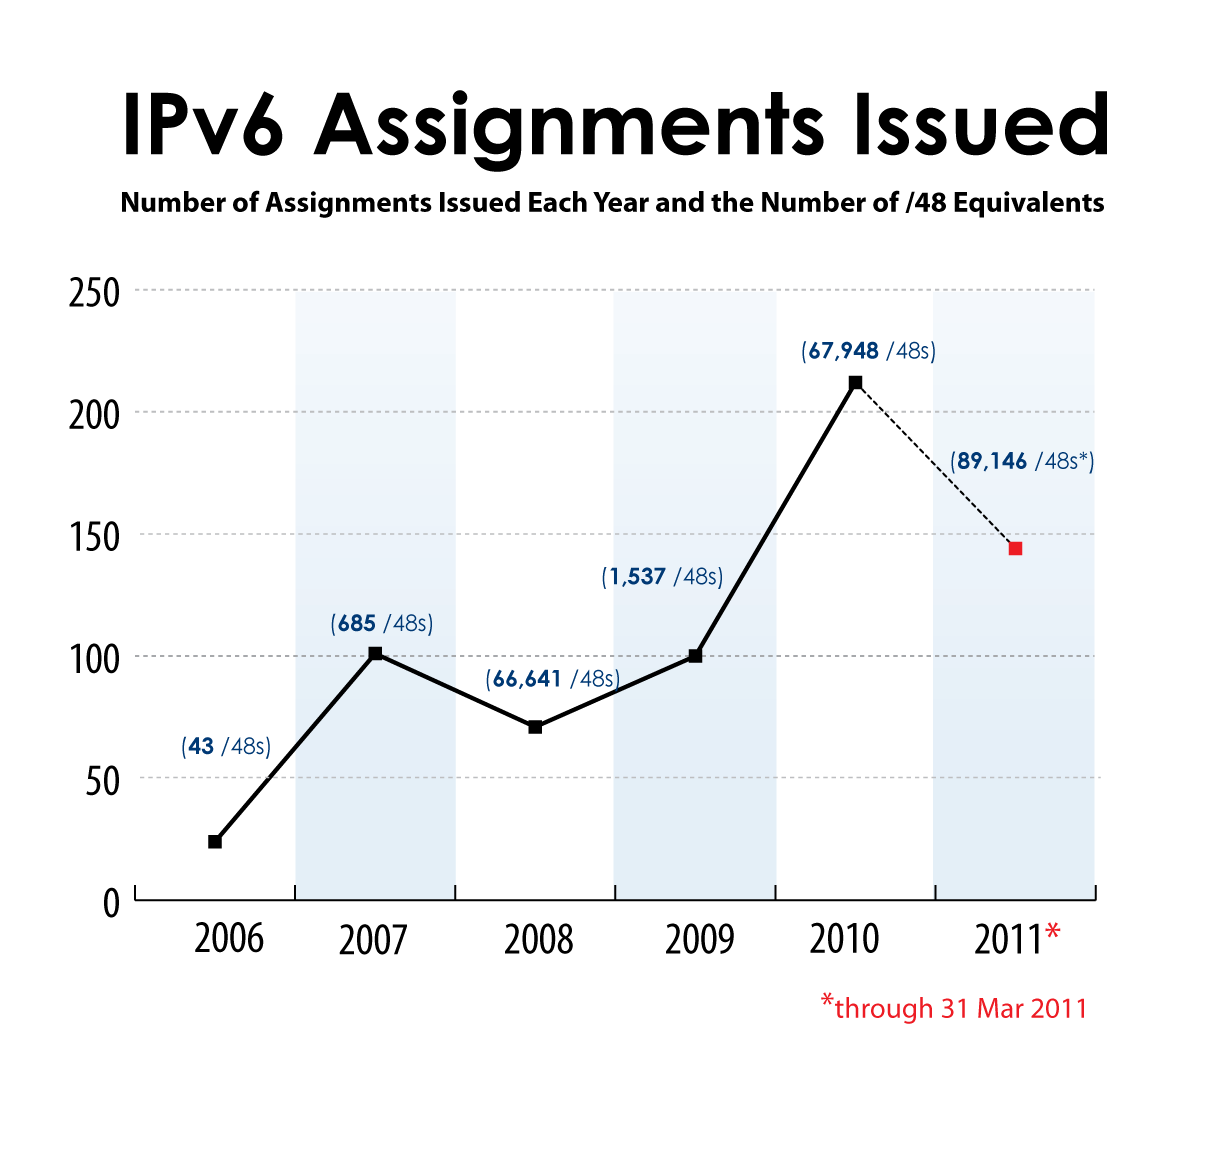 IPv6 Assignments Issued
Number of Assignments Issued Each Year and the Number of /48 Equivalents
250
200
150
100
50
0
(43 /48s)
(685 /48s)
(66,641 /48s)
(1,537 /48s)
(67,948 /48s)
(89,146 /48s*)
2006 2007 2008 2009 2010 2011*
*through 31 Mar 2011